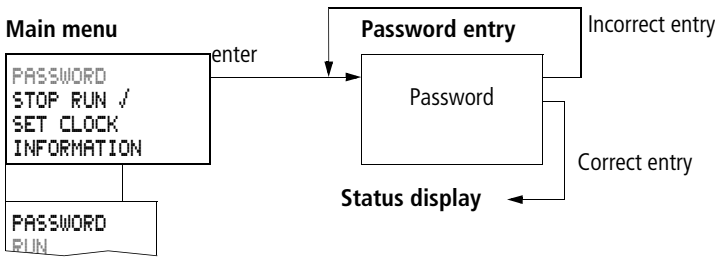 Main menu
enter
PASSWORD
STOP RUN √
SET CLOCK
INFORMATION
PASSWORD
RUN
Password entry
Incorrect entry
Password
Correct entry
Status display